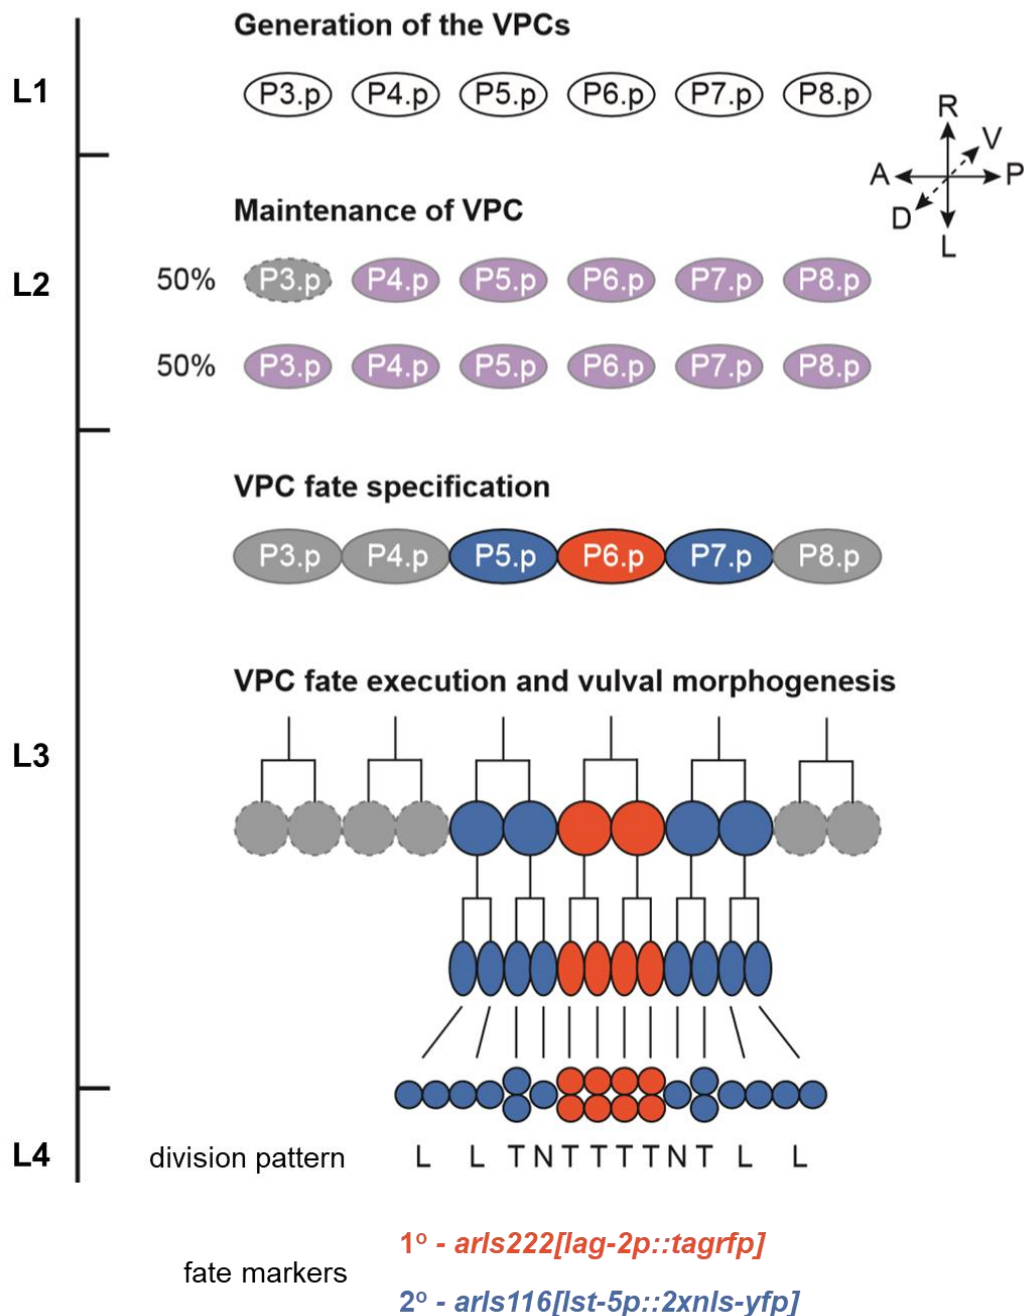 Generation of the VPCs
L1
P3.p P4.p P5.p P6.p P7.p P8.p
R
V
A P
D
L
Maintenance of VPC
L2
50% P3.p P4.p P5.p P6.p P7.p P8.p
50% P3.p P4.p P5.p P6.p P7.p P8.p
VPC fate specification
P3.p P4.p P5.p P6.p P7.p P8.p
VPC fate execution and vulval morphogenesis
L3
L4
division pattern L L T N T T T T N T L L
fate markers
1º - arIs222[lag-2p::tagrfp]
2º - arIs116[lst-5p::2xnls-yfp]